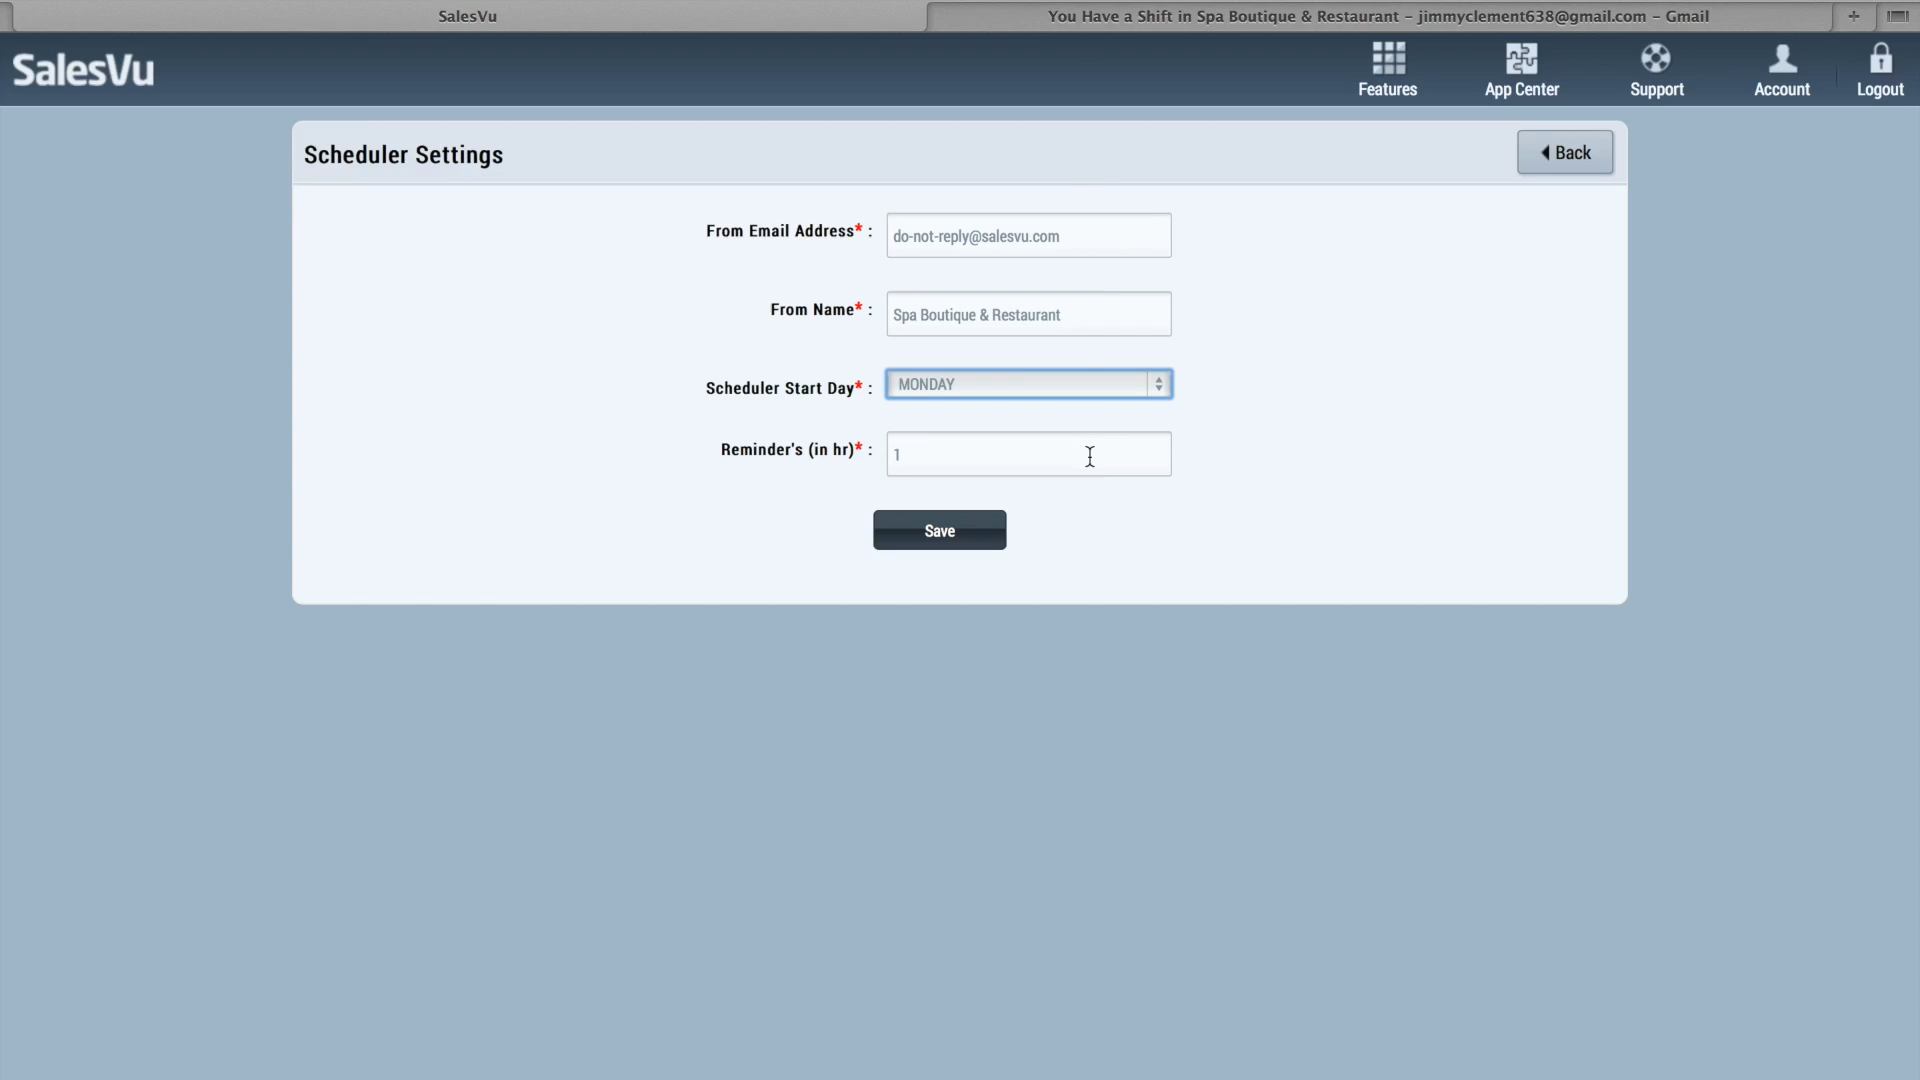 SalesVu
You Have a Shift in Spa Boutique & Restaurant – jimmyclement638@gmail.com – Gmail
SalesVu
Features
App Center
Support
Account
Logout
Scheduler Settings
Back
From Email Address* :
do-not-reply@salesvu.com
From Name* :
Spa Boutique & Restaurant
Scheduler Start Day* :
MONDAY
Reminder's (in hr)* :
1
Save